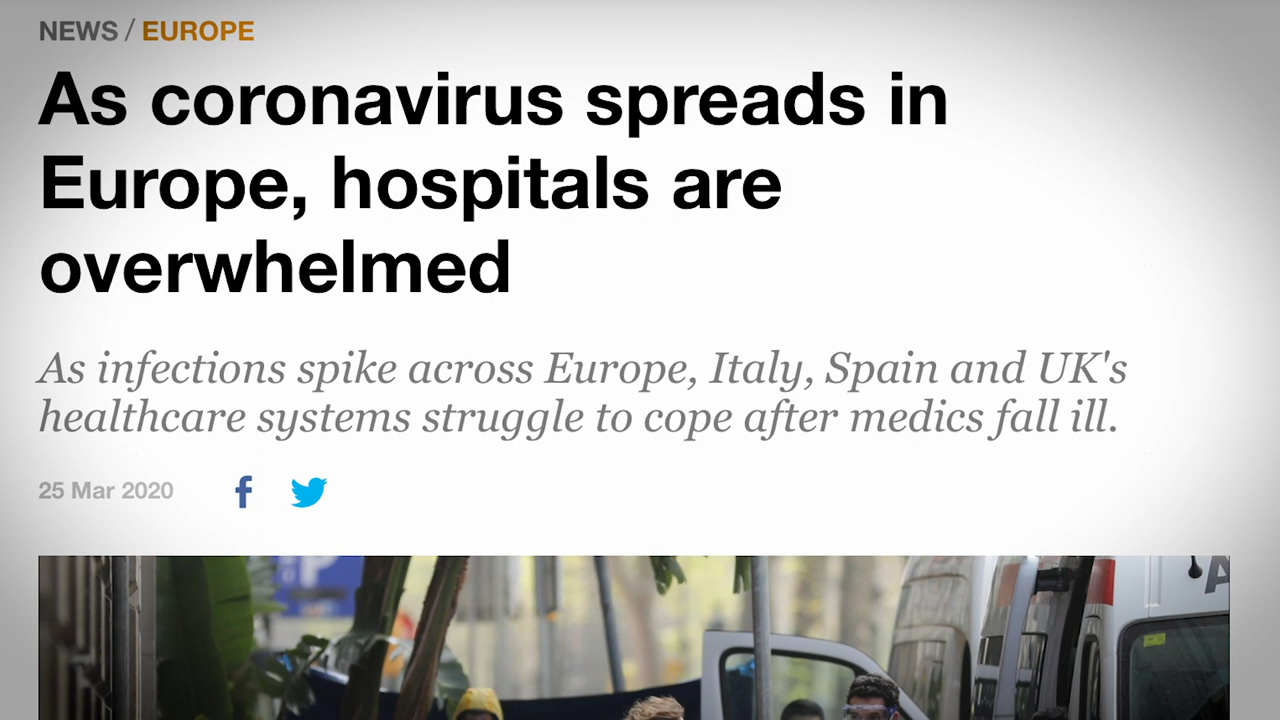 NEWS / EUROPE
As coronavirus spreads in
Europe, hospitals are
overwhelmed
As infections spike across Europe, Italy, Spain and UK's
healthcare systems struggle to cope after medics fall ill.
25 Mar 2020